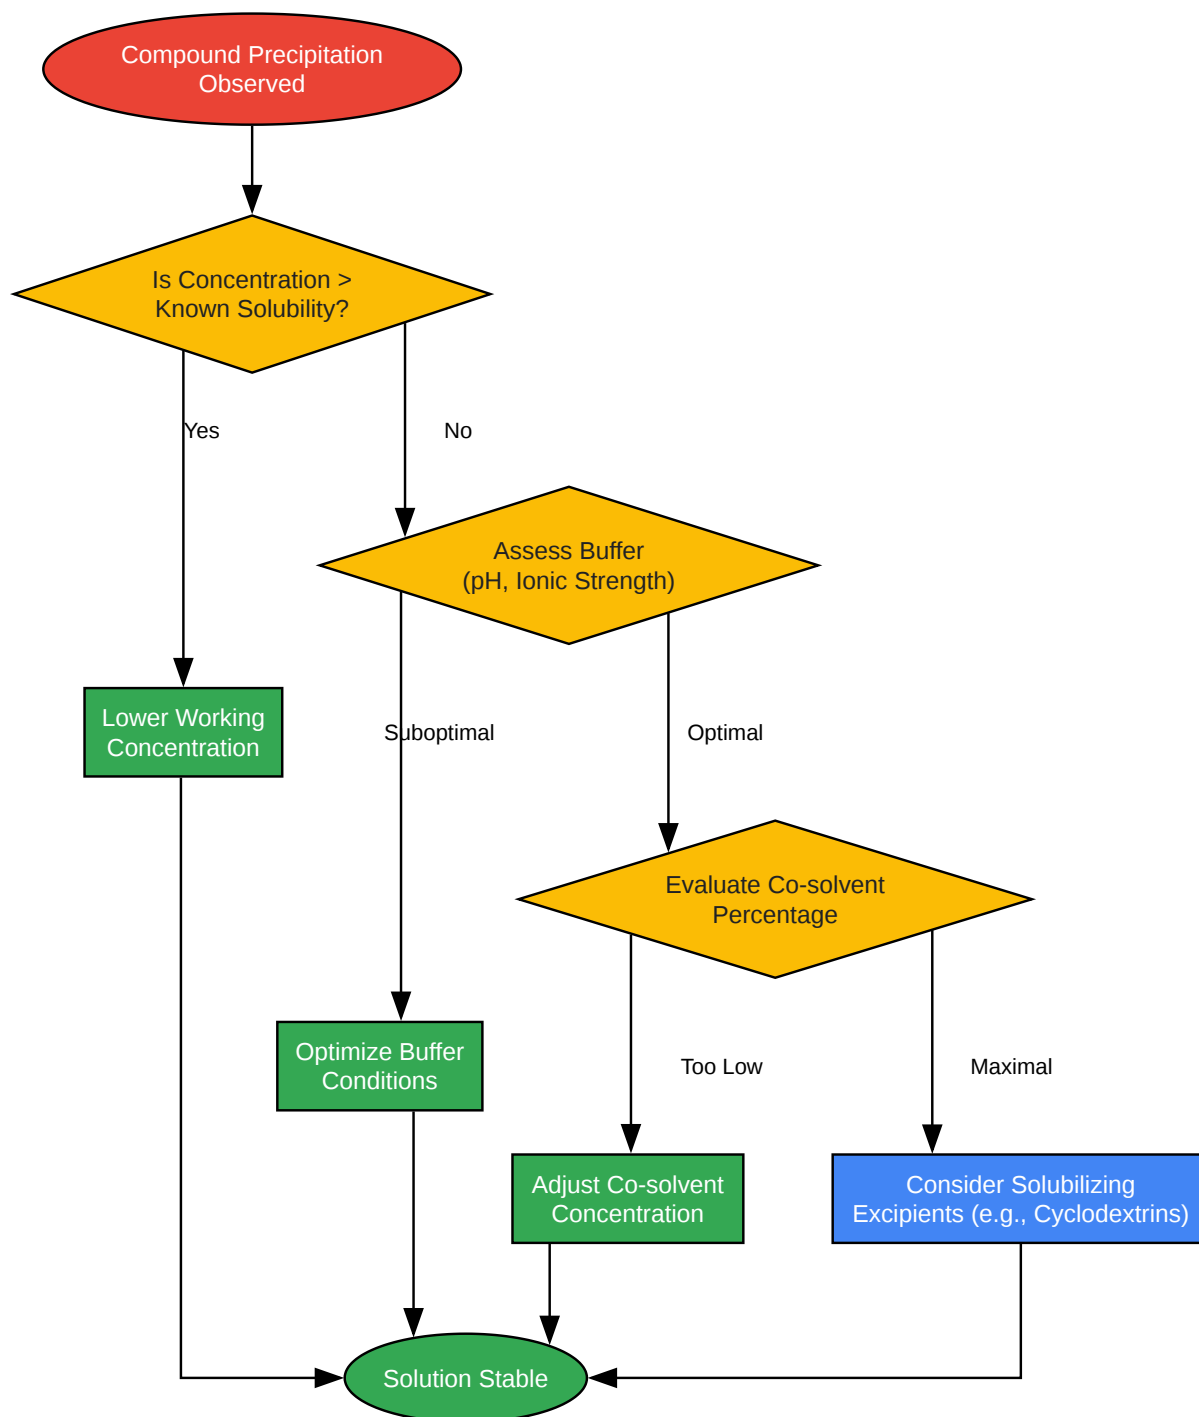 Compound Precipitation
Observed
Is Concentration >
Known Solubility?
Yes
No
Assess Buffer
(pH, Ionic Strength)
Lower Working
Concentration
Suboptimal
Optimal
Evaluate Co-solvent
Percentage
Optimize Buffer
Conditions
Too Low
Maximal
Adjust Co-solvent
Concentration
Consider Solubilizing
Excipients (e.g., Cyclodextrins)
Solution Stable